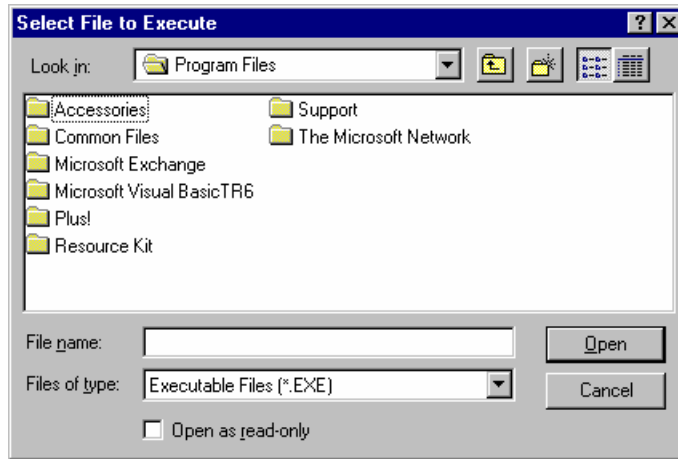 Select File to Execute
Look in: Program Files
Accessories
Common Files
Microsoft Exchange
Microsoft Visual BasicTR6
Plus!
Resource Kit
Support
The Microsoft Network
File name:
Open
Files of type: Executable Files (*.EXE)
Cancel
Open as read-only